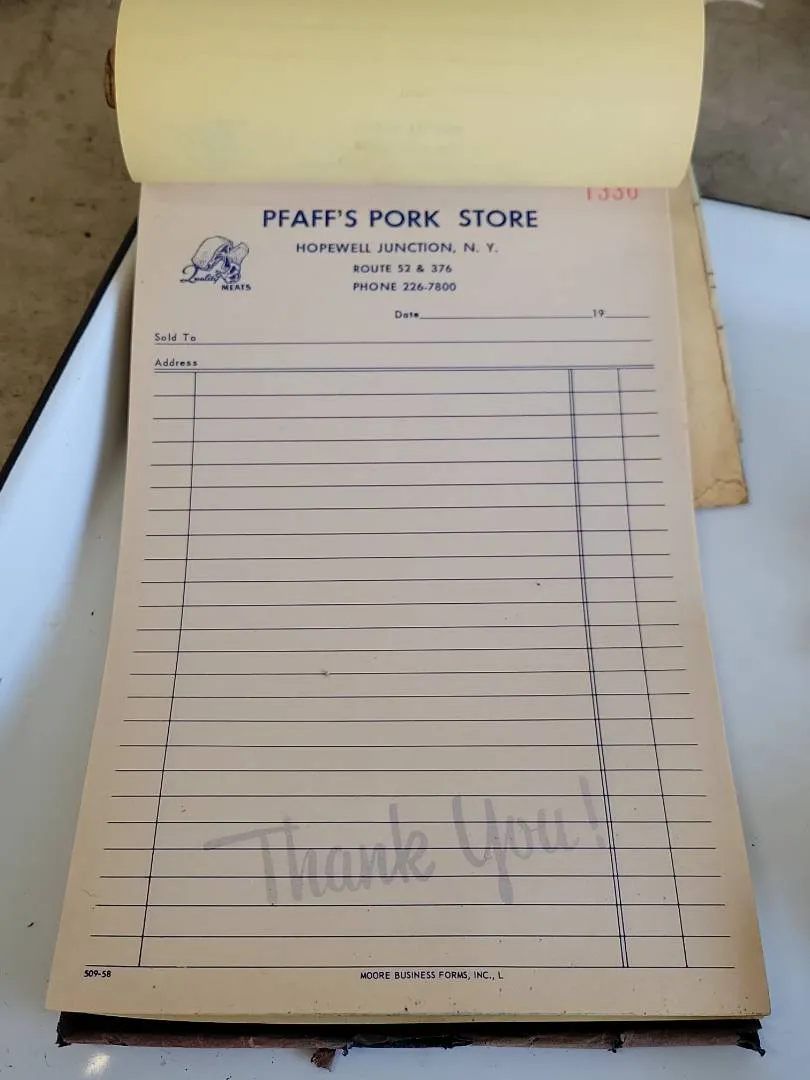 1330
PFAFF'S PORK STORE
HOPEWELL JUNCTION, N. Y.
ROUTE 52 & 376
PHONE 226-7800
Quality
MEATS
Date 19
Sold To
Address
Thank You!
509-58
MOORE BUSINESS FORMS, INC., L